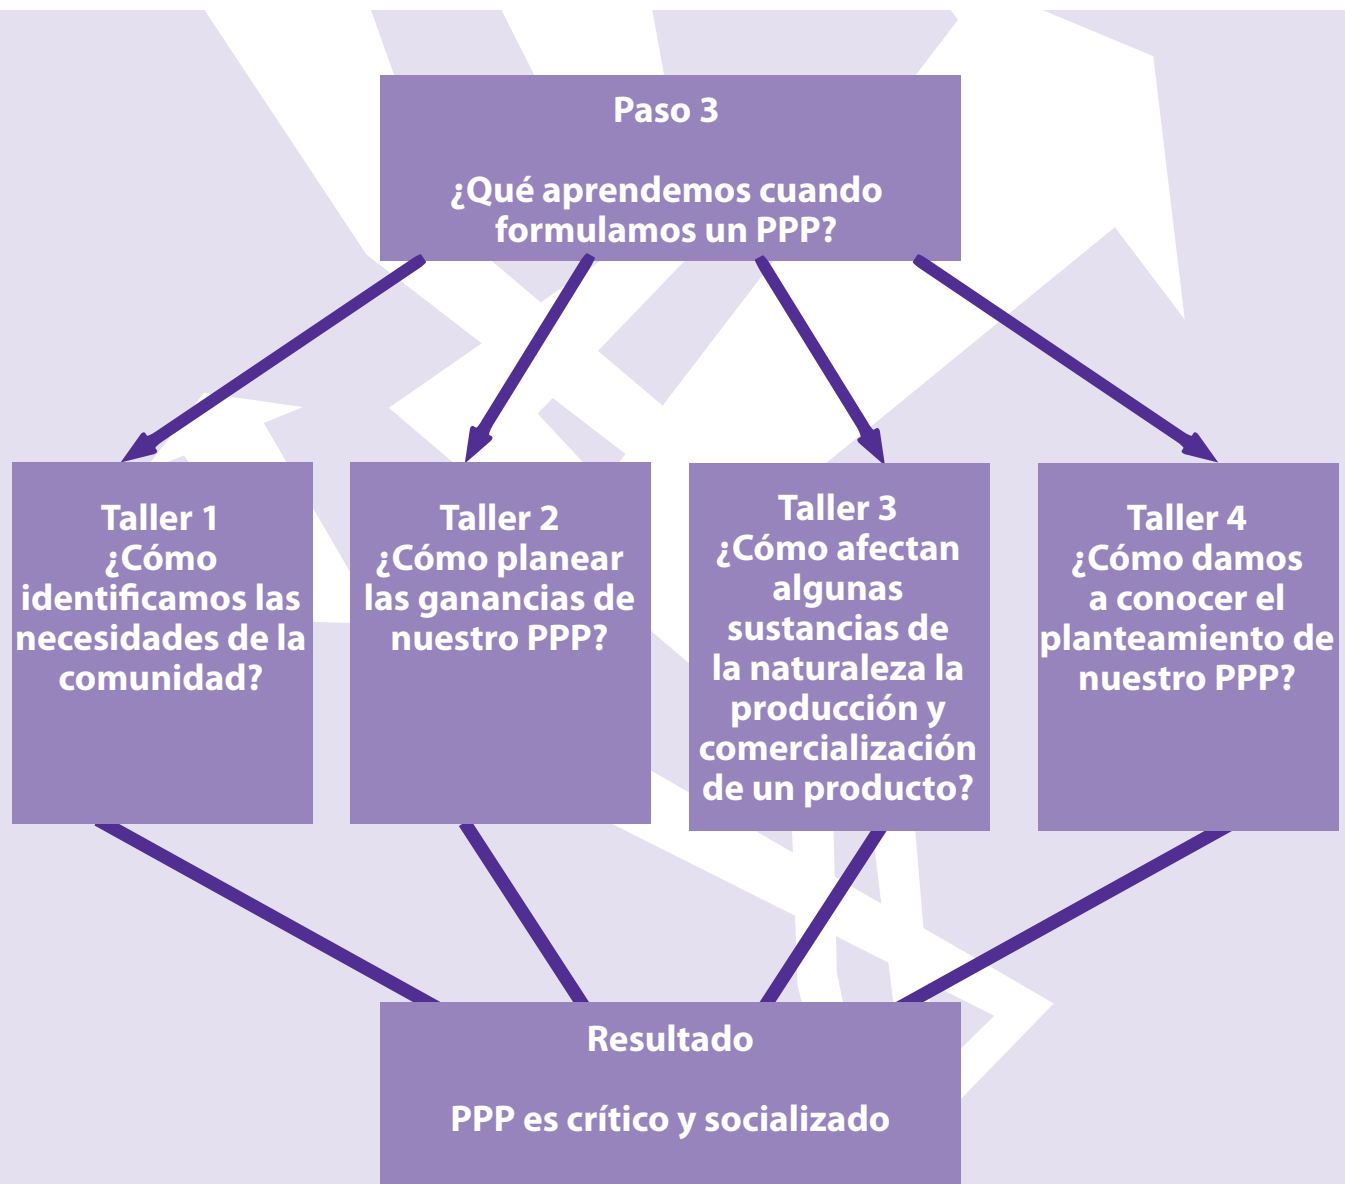 Paso 3
¿Qué aprendemos cuando
formulamos un PPP?
Taller 1
¿Cómo
identificamos las
necesidades de la
comunidad?
Taller 2
¿Cómo planear
las ganancias de
nuestro PPP?
Taller 3
¿Cómo afectan
algunas
sustancias de
la naturaleza la
producción y
comercialización
de un producto?
Taller 4
¿Cómo damos
a conocer el
planteamiento de
nuestro PPP?
Resultado
PPP es crítico y socializado